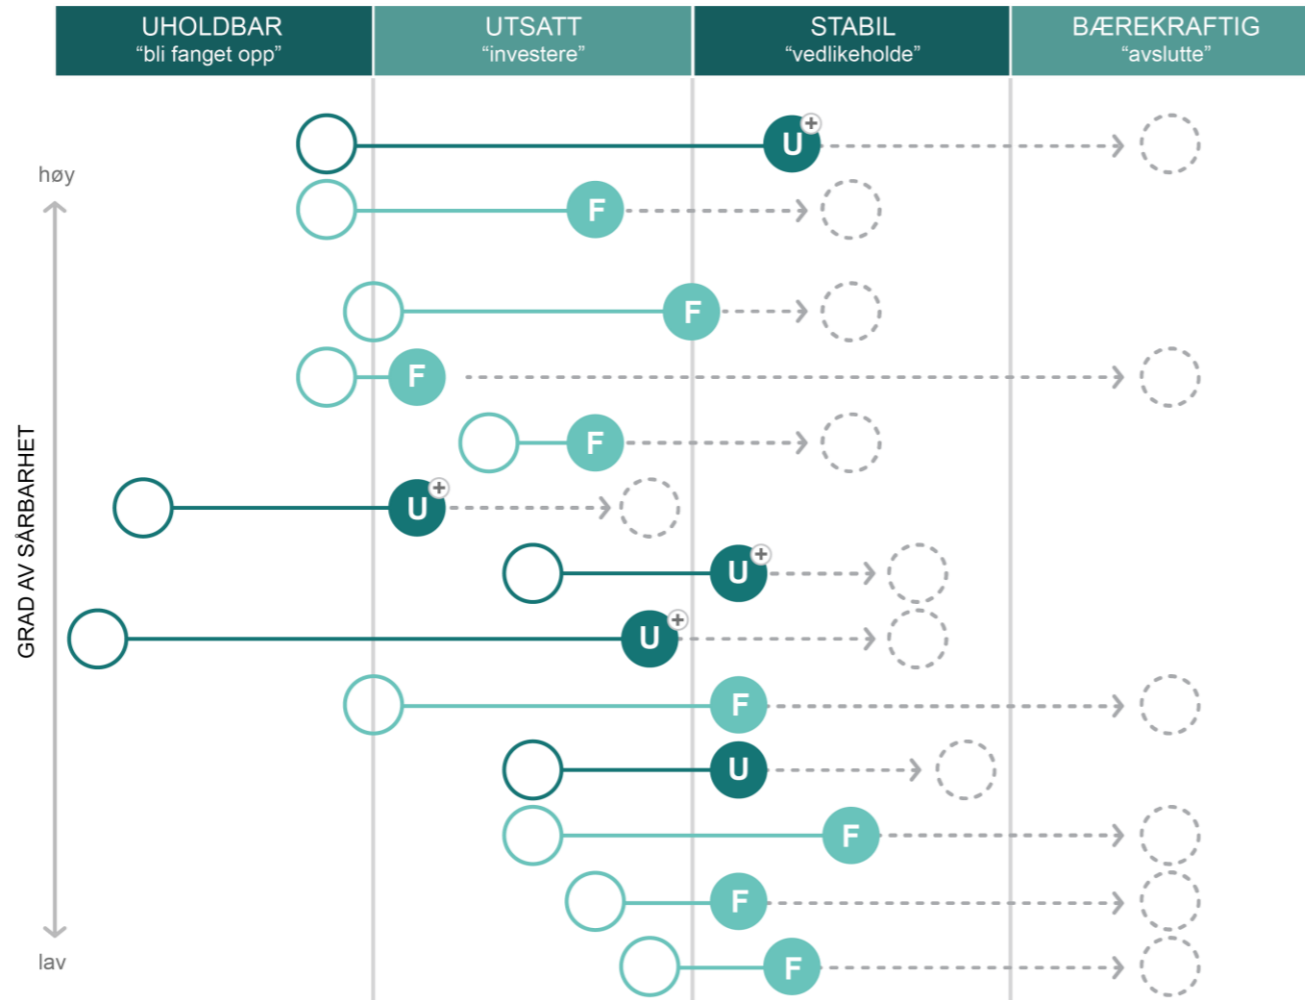 UHOLDBAR
“bli fanget opp”
UTSATT
“investere”
STABIL
“vedlikeholde”
BÆREKRAFTIG
“avslutte”
høy
GRAD AV SÅRBARHET
lav
U +
F
F
F
F
U +
U +
U +
F
U
F
F
F